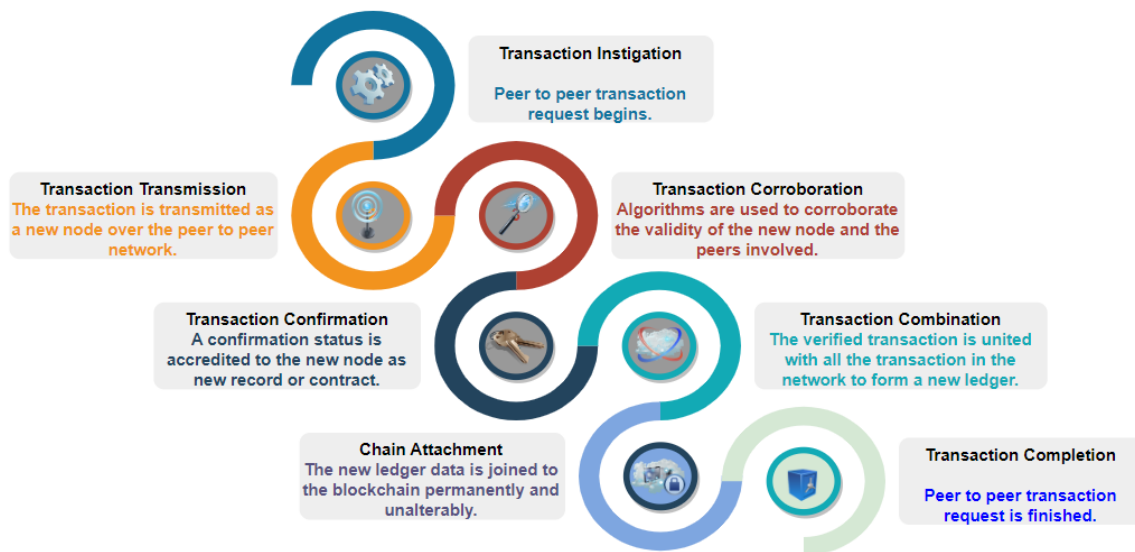 Transaction Instigation
Peer to peer transaction
request begins.
Transaction Transmission
The transaction is transmitted as
a new node over the peer to peer
network.
Transaction Corroboration
Algorithms are used to corroborate
the validity of the new node and the
peers involved.
Transaction Confirmation
A confirmation status is
accredited to the new node as
new record or contract.
Transaction Combination
The verified transaction is united
with all the transaction in the
network to form a new ledger.
Chain Attachment
The new ledger data is joined to
the blockchain permanently and
unalterably.
Transaction Completion
Peer to peer transaction
request is finished.